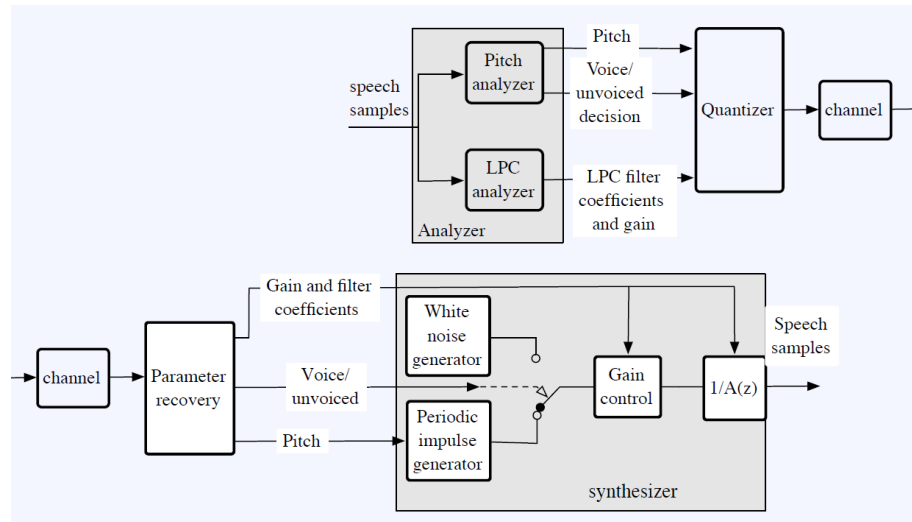 Pitch
Pitch
analyzer
Voice/
unvoiced
decision
speech
samples
Quantizer
channel
LPC
analyzer
LPC filter
coefficients
and gain
Analyzer
Gain and filter
coefficients
White
noise
generator
Speech
samples
channel
Parameter
recovery
Voice/
unvoiced
Gain
control
1/A(z)
Pitch
Periodic
impulse
generator
synthesizer